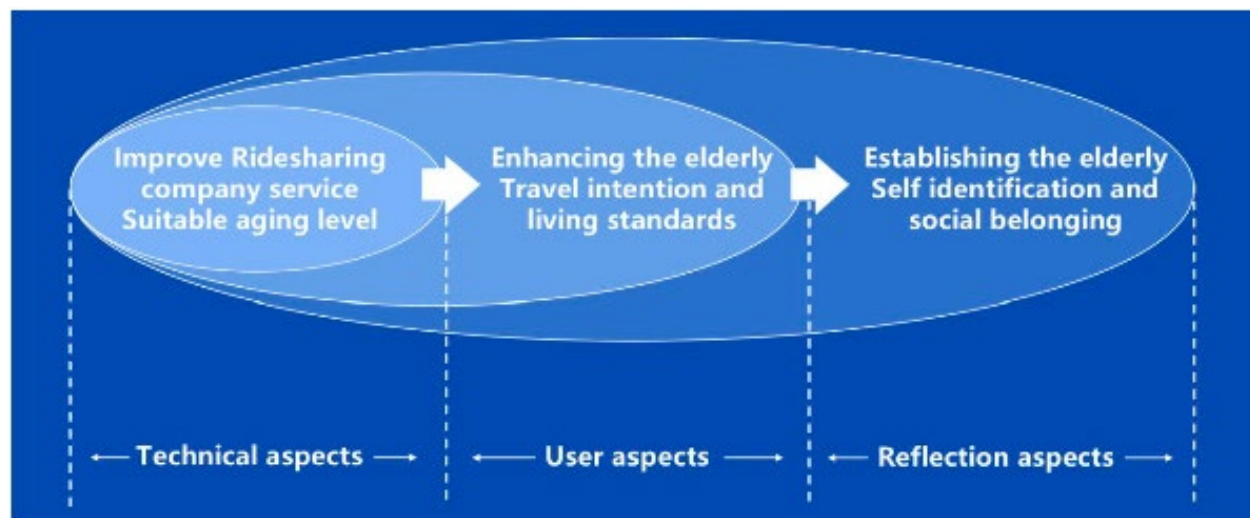 Improve Ridesharing
company service
Suitable aging level
Enhancing the elderly
Travel intention and
living standards
Establishing the elderly
Self identification and
social belonging
Technical aspects
User aspects
Reflection aspects